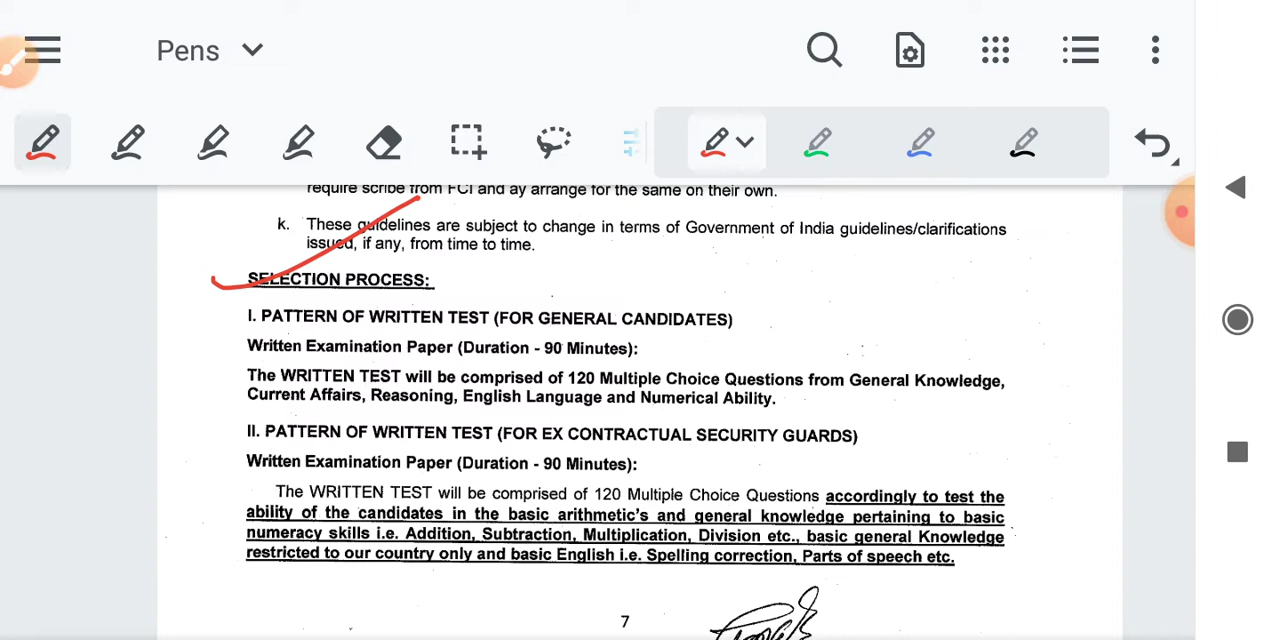 Pens
require scribe from FCI and ay arrange for the same on their own.
k. These guidelines are subject to change in terms of Government of India guidelines/clarifications
issued, if any, from time to time.
SELECTION PROCESS:
I. PATTERN OF WRITTEN TEST (FOR GENERAL CANDIDATES)
Written Examination Paper (Duration - 90 Minutes):
The WRITTEN TEST will be comprised of 120 Multiple Choice Questions from General Knowledge,
Current Affairs, Reasoning, English Language and Numerical Ability.
II. PATTERN OF WRITTEN TEST (FOR EX CONTRACTUAL SECURITY GUARDS)
Written Examination Paper (Duration - 90 Minutes):
The WRITTEN TEST will be comprised of 120 Multiple Choice Questions accordingly to test the
ability of the candidates in the basic arithmetic's and general knowledge pertaining to basic
numeracy skills i.e. Addition, Subtraction, Multiplication, Division etc., basic general Knowledge
restricted to our country only and basic English i.e. Spelling correction, Parts of speech etc.
7